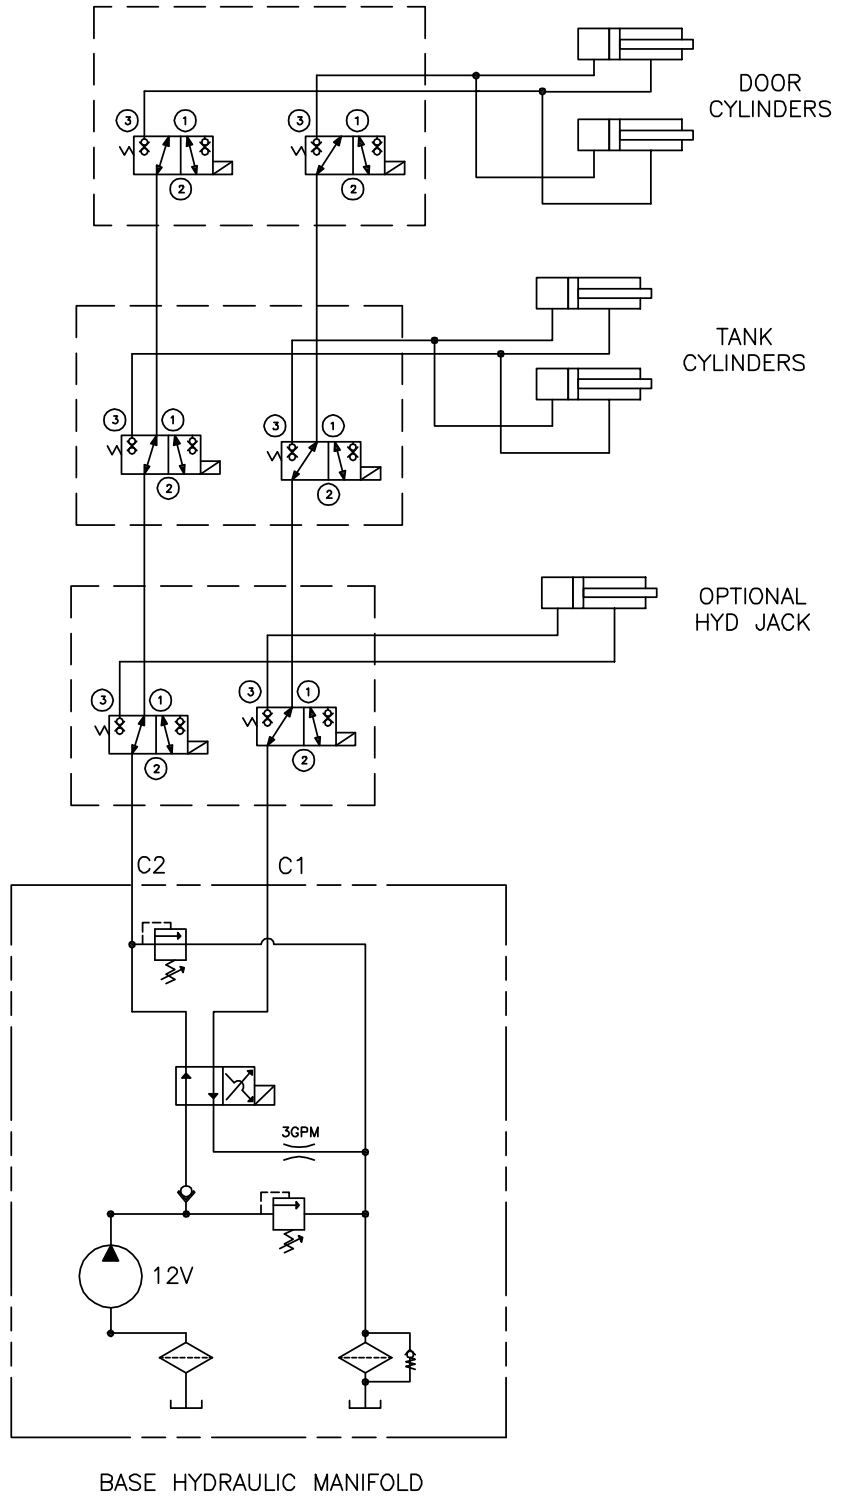 DOOR
CYLINDERS
3 1 3 1
2 2
TANK
CYLINDERS
3 1 3 1
2 2
OPTIONAL
HYD JACK
3 1 3 1
2 2
C2 C1
3GPM
12V
BASE HYDRAULIC MANIFOLD